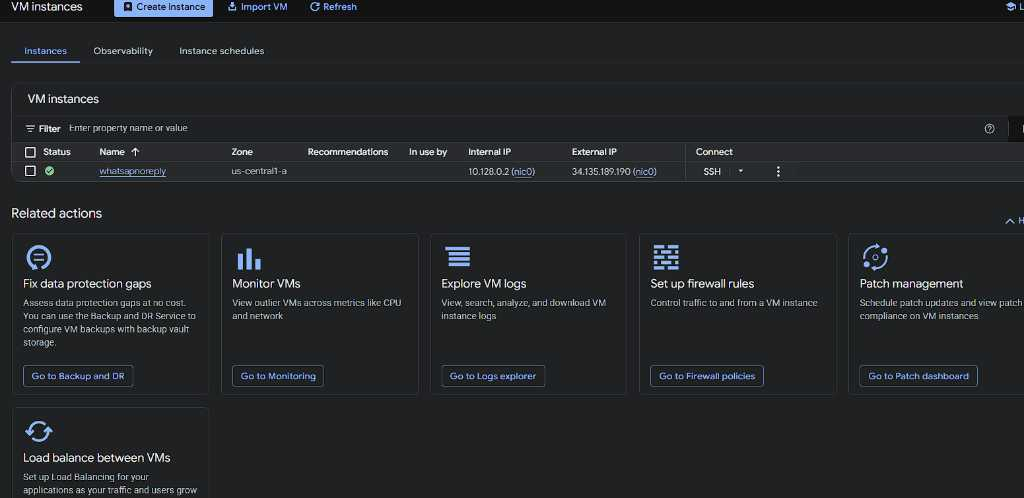 VM instances
Create Instance
Import VM
Refresh
Instances
Observability
Instance schedules
VM instances
Filter Enter property name or value
Status Name Zone Recommendations In use by Internal IP External IP Connect
whatsapnoreply us-central1-a 10.128.0.2 (nic0) 34.135.189.190 (nic0) SSH
Related actions
Fix data protection gaps
Assess data protection gaps at no cost.
You can use the Backup and DR Service to
configure VM backups with backup vault
storage.
Go to Backup and DR
Monitor VMs
View outlier VMs across metrics like CPU
and network
Go to Monitoring
Explore VM logs
View, search, analyze, and download VM
instance logs
Go to Logs explorer
Set up firewall rules
Control traffic to and from a VM instance
Go to Firewall policies
Patch management
Schedule patch updates and view patch
compliance on VM instances
Go to Patch dashboard
Load balance between VMs
Set up Load Balancing for your
applications as your traffic and users grow